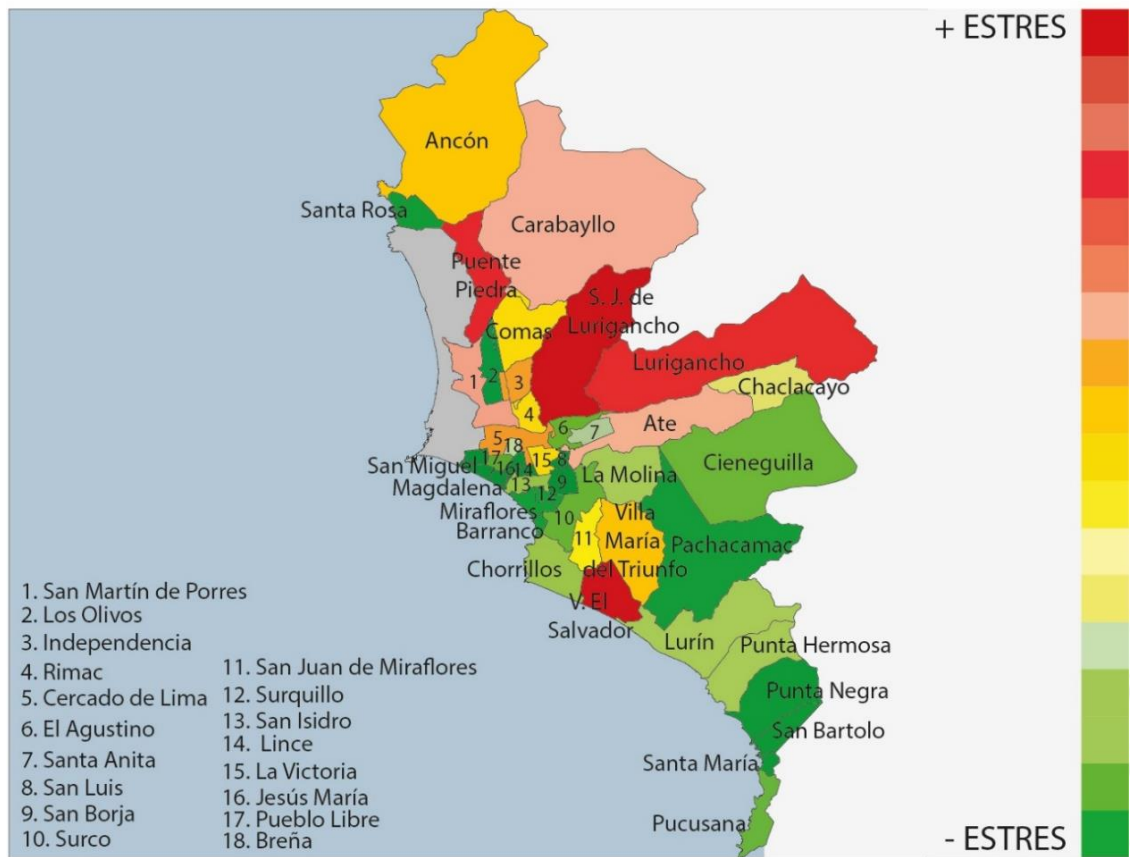 + ESTRES
Ancón
Santa Rosa
Carabayllo
Puente
Piedra
S. J. de
Lurigancho
Comas
Lurigancho
Chaclacayo
1
2
3
4
Ate
5
6
7
18
17
15
8
San Miguel
16
14
La Molina
Cieneguilla
Magdalena
13
9
12
Miraflores
10
Villa
María
del Triunfo
Barranco
11
Pachacamac
Chorrillos
V. El
Salvador
Lurín
Punta Hermosa
Punta Negra
San Bartolo
Santa María
Pucusana
1. San Martín de Porres
2. Los Olivos
3. Independencia
4. Rimac
5. Cercado de Lima
6. El Agustino
7. Santa Anita
8. San Luis
9. San Borja
10. Surco
11. San Juan de Miraflores
12. Surquillo
13. San Isidro
14. Lince
15. La Victoria
16. Jesús María
17. Pueblo Libre
18. Breña
- ESTRES